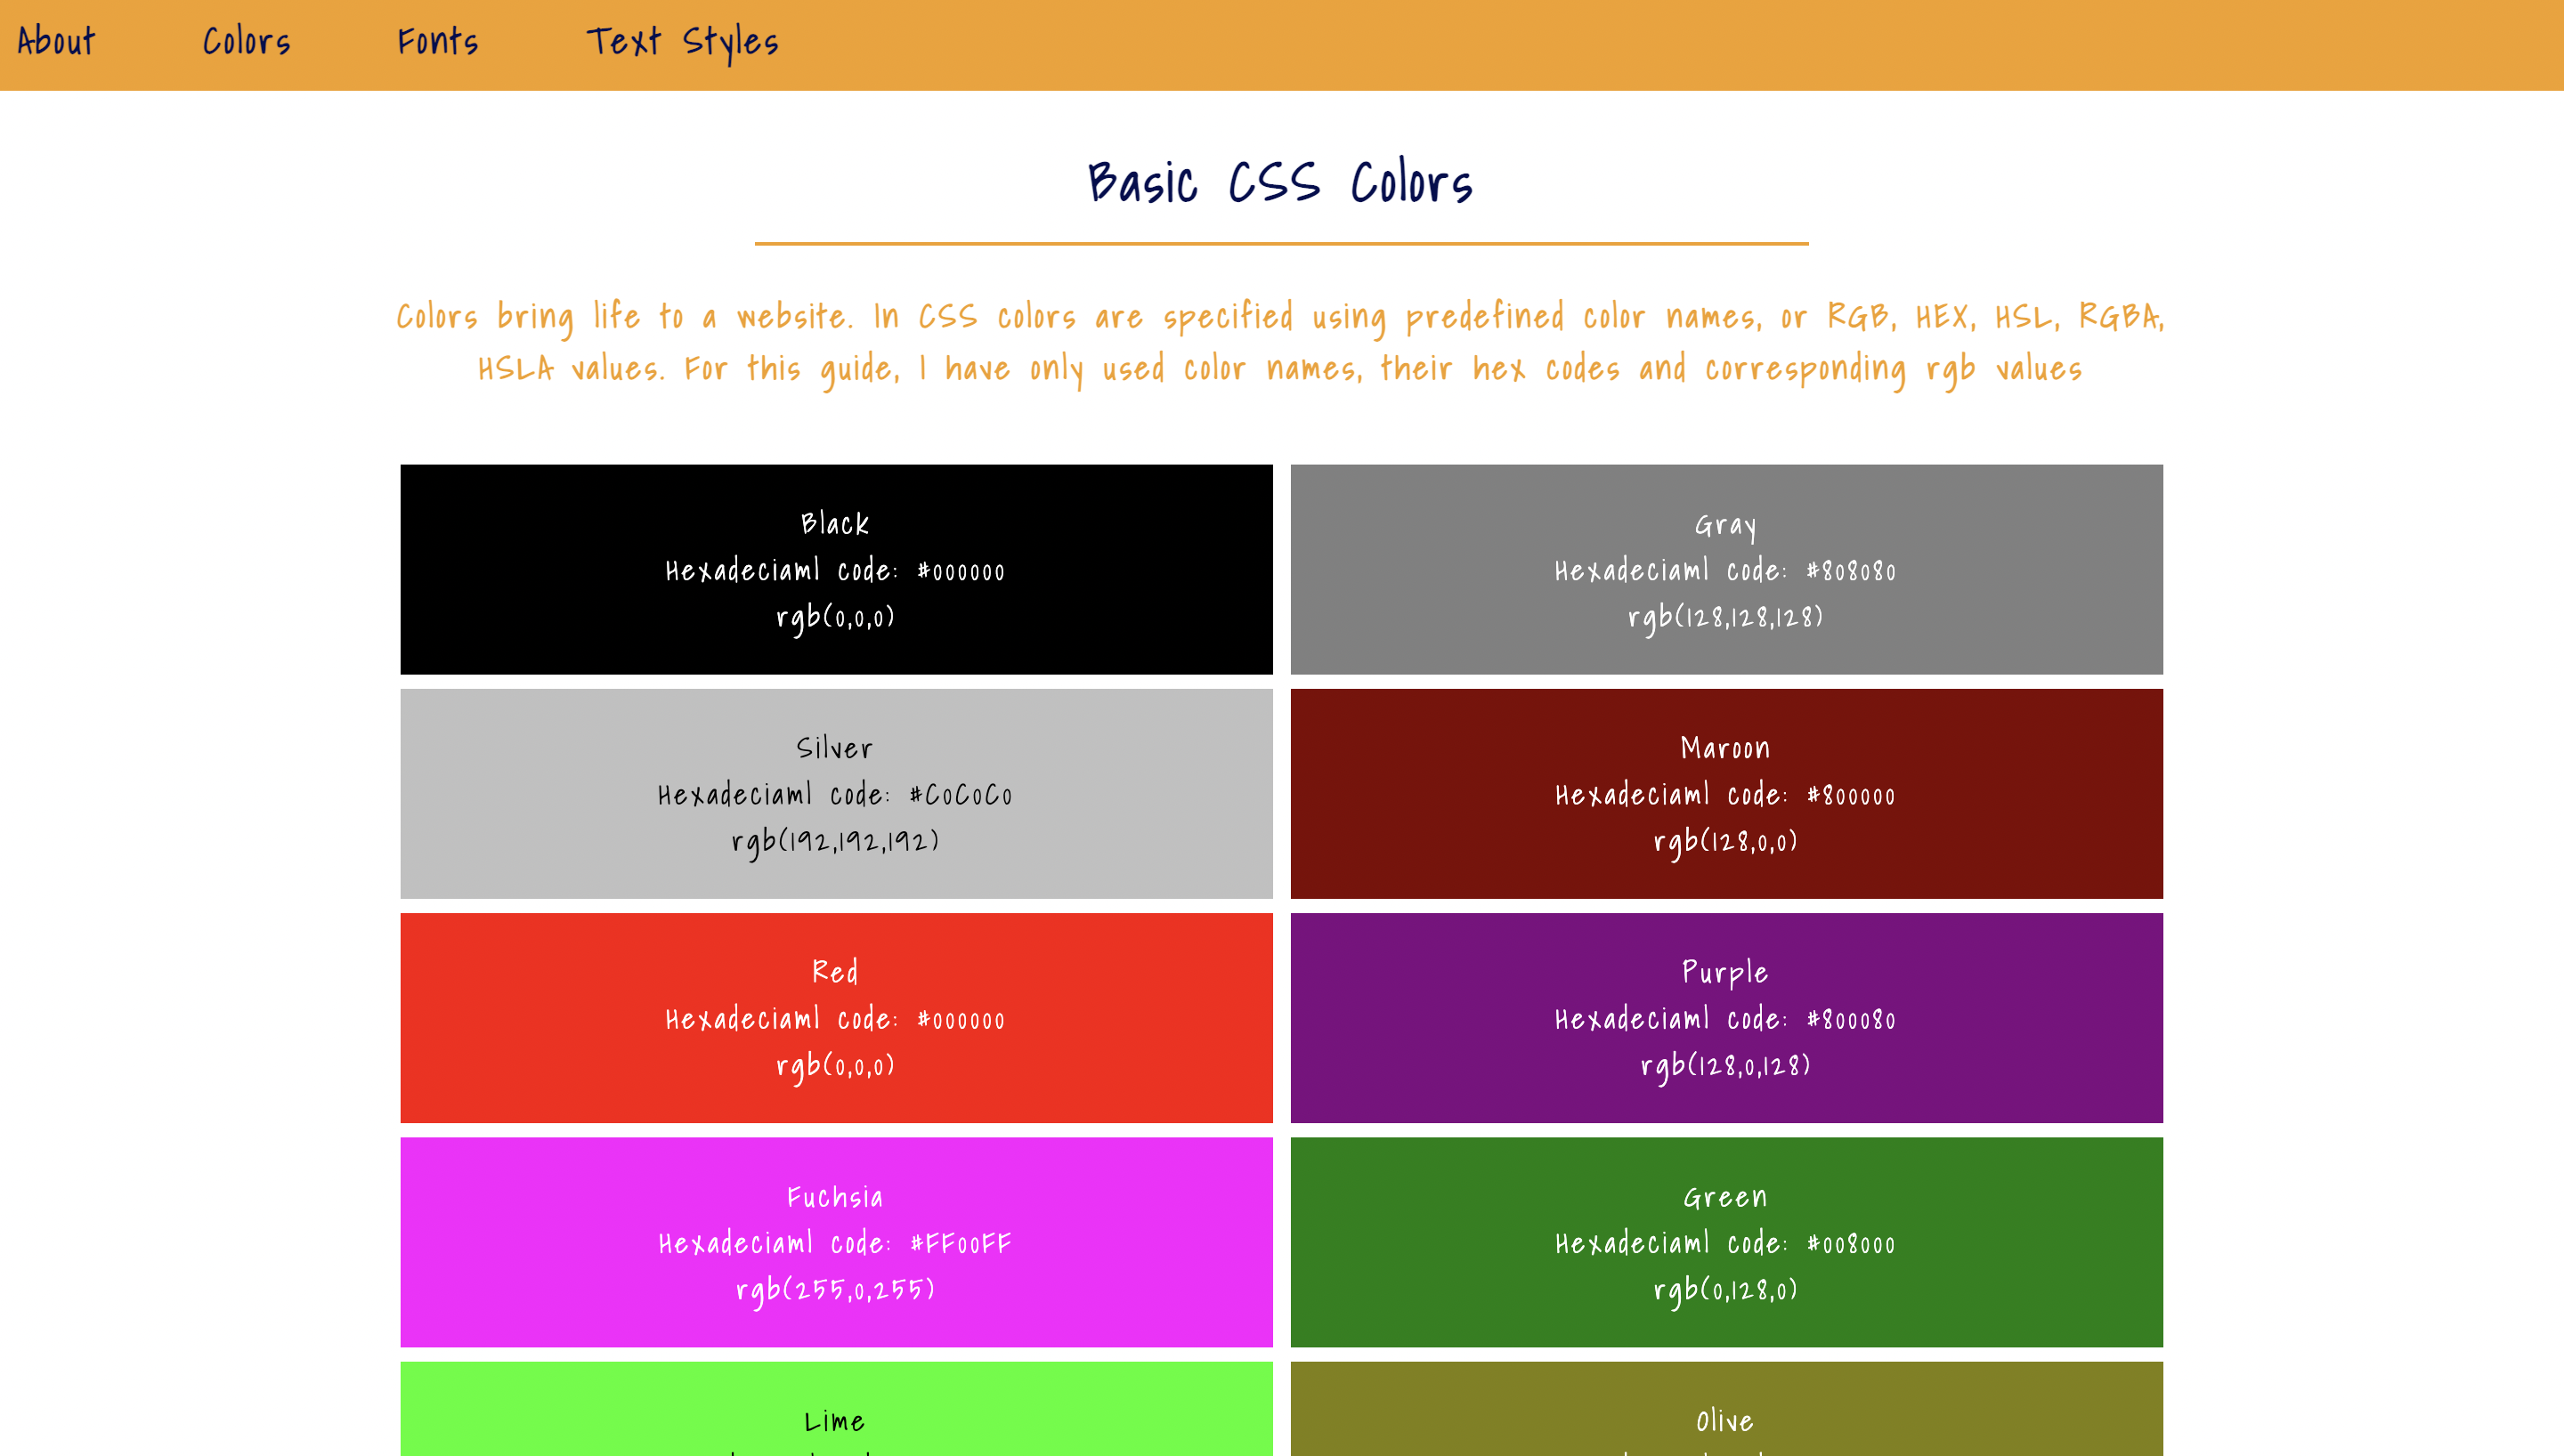 About Colors Fonts Text Styles
Basic CSS Colors
Colors bring life to a website. In CSS colors are specified using predefined color names, or RGB, HEX, HSL, RGBA,
HSLA values. For this guide, I have only used color names, their hex codes and corresponding rgb values
Black
Hexadeciaml code: #000000
rgb(0,0,0)
Gray
Hexadeciaml code: #808080
rgb(128,128,128)
Silver
Hexadeciaml code: #C0C0C0
rgb(192,192,192)
Maroon
Hexadeciaml code: #800000
rgb(128,0,0)
Red
Hexadeciaml code: #000000
rgb(0,0,0)
Purple
Hexadeciaml code: #800080
rgb(128,0,128)
Fuchsia
Hexadeciaml code: #FF00FF
rgb(255,0,255)
Green
Hexadeciaml code: #008000
rgb(0,128,0)
Lime
Olive